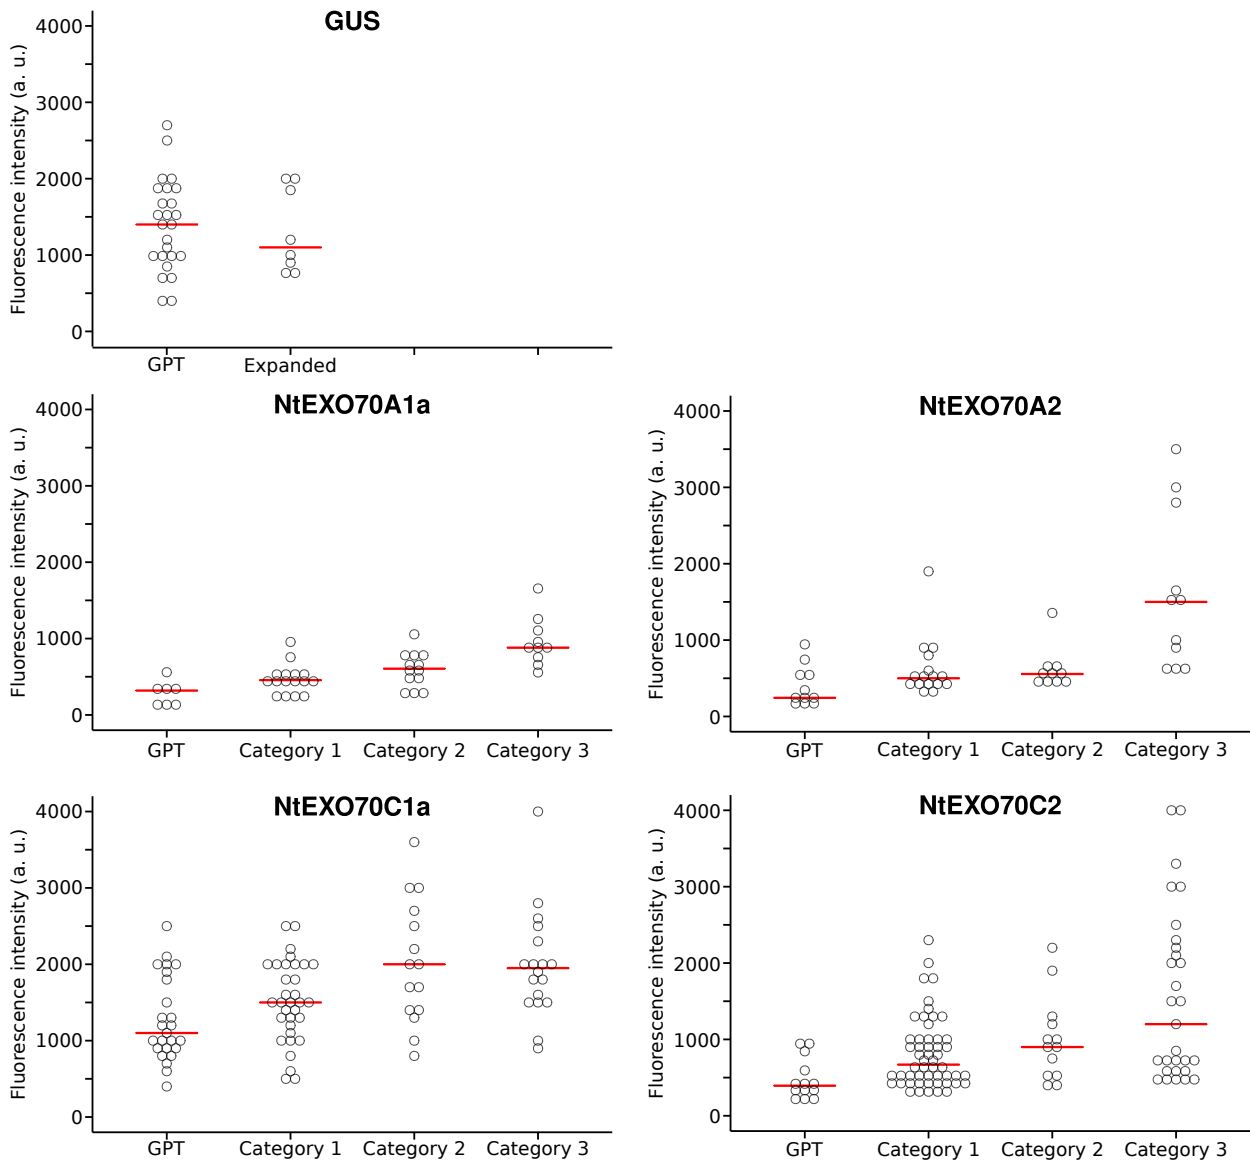 GUS
Fluorescence intensity (a. u.)
4000
3000
2000
1000
0
GPT Expanded
NtEXO70A1a
Fluorescence intensity (a. u.)
4000
3000
2000
1000
0
GPT Category 1 Category 2 Category 3
NtEXO70A2
Fluorescence intensity (a. u.)
4000
3000
2000
1000
0
GPT Category 1 Category 2 Category 3
NtEXO70C1a
Fluorescence intensity (a. u.)
4000
3000
2000
1000
0
GPT Category 1 Category 2 Category 3
NtEXO70C2
Fluorescence intensity (a. u.)
4000
3000
2000
1000
0
GPT Category 1 Category 2 Category 3